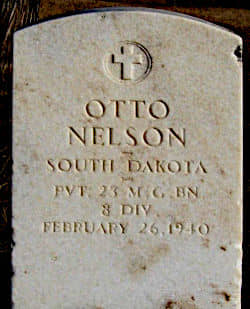 OTTO
NELSON
SOUTH DAKOTA
PVT. 23 M.G. BN.
8 DIV.
FEBRUARY 26, 1940